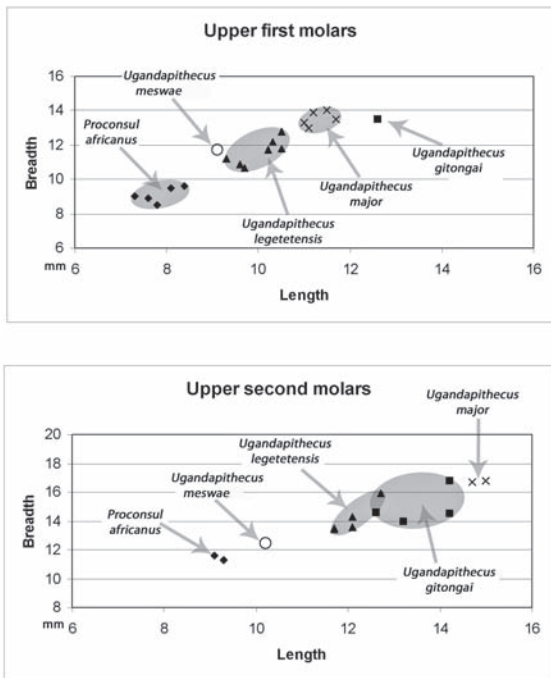 Upper first molars
16
14
12
10
8
6
mm
6
8
10
12
14
16
Breadth
Length
Ugandapithecus
meswae
Proconsul
africanus
Ugandapithecus
gitongai
Ugandapithecus
major
Ugandapithecus
legetetensis
Upper second molars
20
18
16
14
12
10
8
mm
6
8
10
12
14
16
Breadth
Length
Ugandapithecus
major
Ugandapithecus
legetetensis
Ugandapithecus
meswae
Proconsul
africanus
Ugandapithecus
gitongai